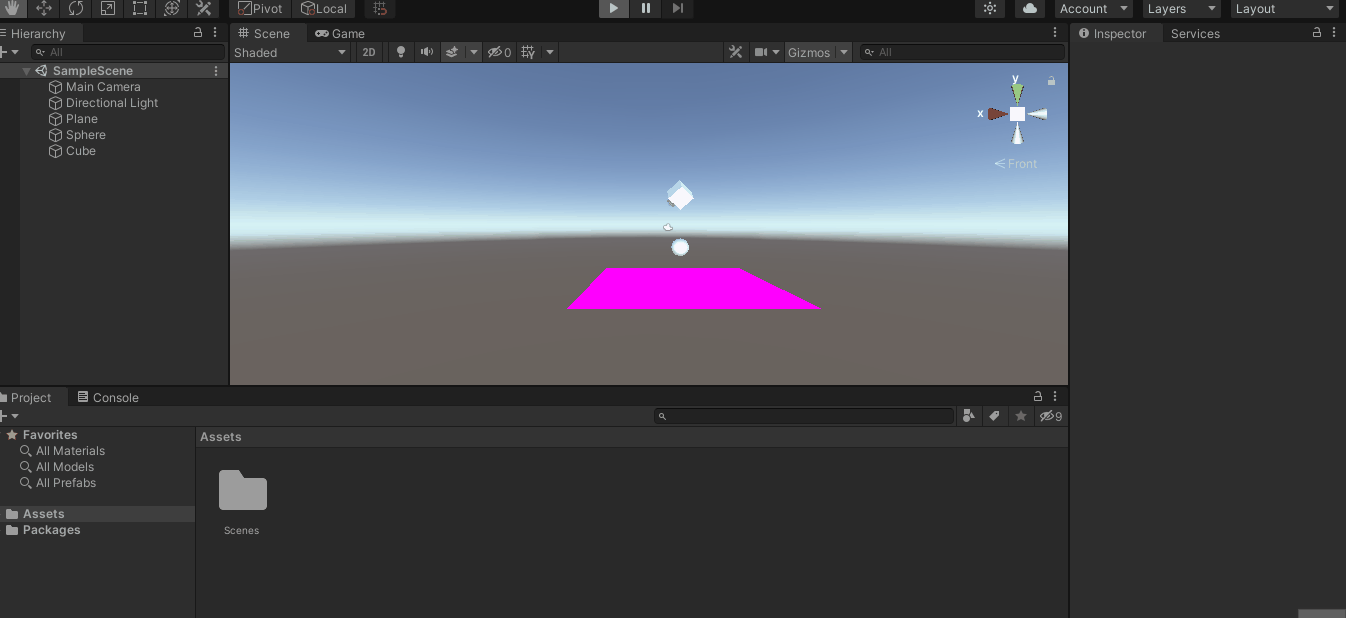 Pivot Local Account Layers Layout
Hierarchy Scene Game Inspector Services
All Shaded 2D 0 Gizmos All
SampleScene
Main Camera
Directional Light
Plane
Sphere
Cube
y
x
Front
Project Console
9
Favorites Assets
All Materials
All Models
All Prefabs
Assets
Packages
Scenes